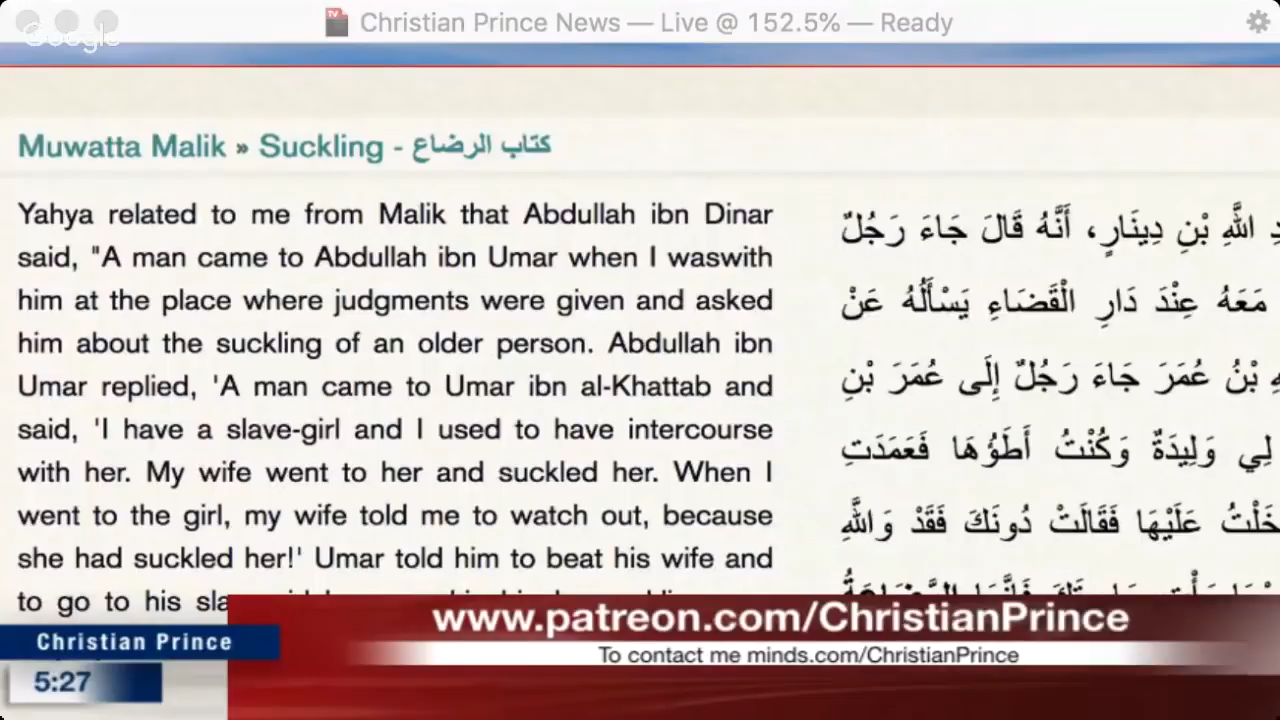 Christian Prince News — Live @ 152.5% — Ready
Google
Muwatta Malik » Suckling - كتاب الرضاع
Yahya related to me from Malik that Abdullah ibn Dinar
said, "A man came to Abdullah ibn Umar when I waswith
him at the place where judgments were given and asked
him about the suckling of an older person. Abdullah ibn
Umar replied, 'A man came to Umar ibn al-Khattab and
said, 'I have a slave-girl and I used to have intercourse
with her. My wife went to her and suckled her. When I
went to the girl, my wife told me to watch out, because
she had suckled her!' Umar told him to beat his wife and
to go to his
اللَّهِ بْنِ دِينَارٍ، أَنَّهُ قَالَ جَاءَ رَجُلٌ
مَعَهُ عِنْدَ دَارِ الْقَضَاءِ يَسْأَلُهُ عَنْ
بْنُ عُمَرَ جَاءَ رَجُلٌ إِلَى عُمَرَ بْنِ
لِي وَلِيدَةٌ وَكُنْتُ أَطَؤُهَا فَعَمَدَتِ
عَلَيْهَا فَقَالَتْ دُونَكَ فَقَدْ وَاللَّهِ
www.patreon.com/ChristianPrince
To contact me minds.com/ChristianPrince
Christian Prince
5:27